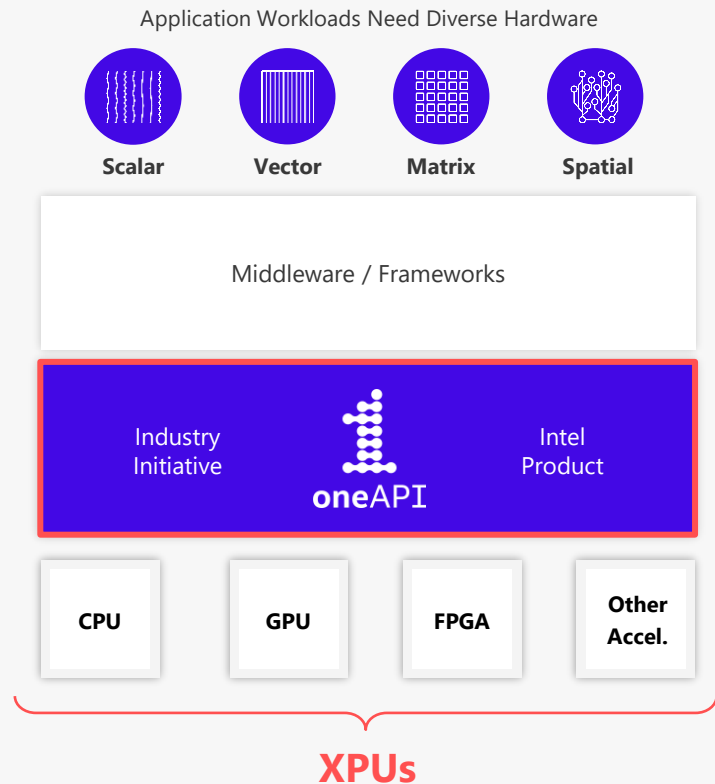 Application Workloads Need Diverse Hardware
Scalar
Vector
Matrix
Spatial
Middleware / Frameworks
Industry
Initiative
oneAPI
Intel
Product
CPU
GPU
FPGA
Other
Accel.
XPUs